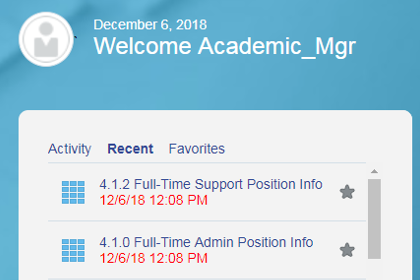 December 6, 2018
Welcome Academic_Mgr
Activity Recent Favorites
4.1.2 Full-Time Support Position Info
12/6/18 12:08 PM
4.1.0 Full-Time Admin Position Info
12/6/18 12:08 PM